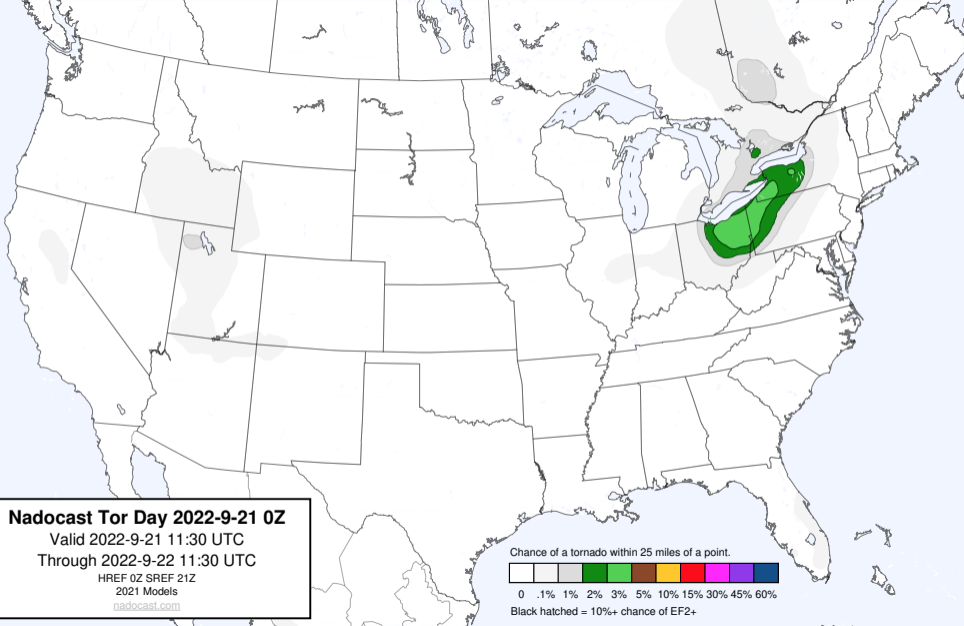 Nadocast Tor Day 2022-9-21 0Z
Valid 2022-9-21 11:30 UTC
Through 2022-9-22 11:30 UTC
HREF 0Z SREF 21Z
2021 Models
nadocast.com
Chance of a tornado within 25 miles of a point.
0 .1% 1% 2% 3% 5% 10% 15% 30% 45% 60%
Black hatched = 10%+ chance of EF2+